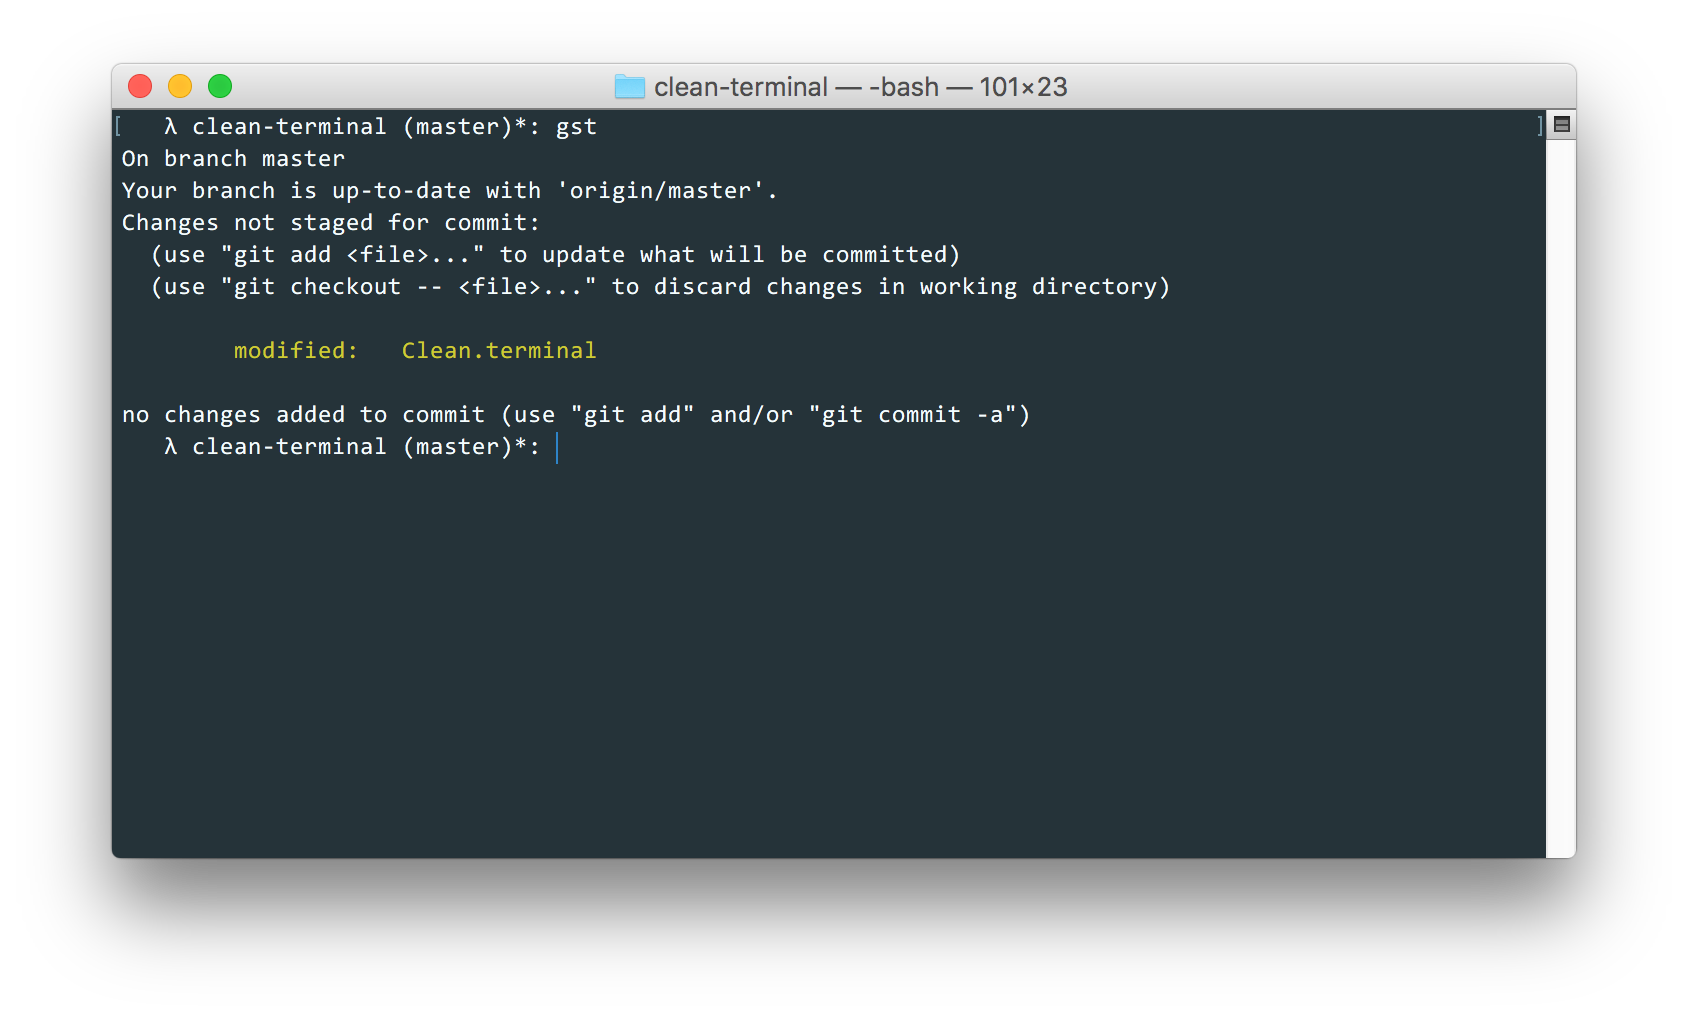 clean-terminal — -bash — 101×23
[   λ clean-terminal (master)*: gst ]
On branch master
Your branch is up-to-date with 'origin/master'.
Changes not staged for commit:
  (use "git add <file>..." to update what will be committed)
  (use "git checkout -- <file>..." to discard changes in working directory)
        modified:   Clean.terminal
no changes added to commit (use "git add" and/or "git commit -a")
   λ clean-terminal (master)*: